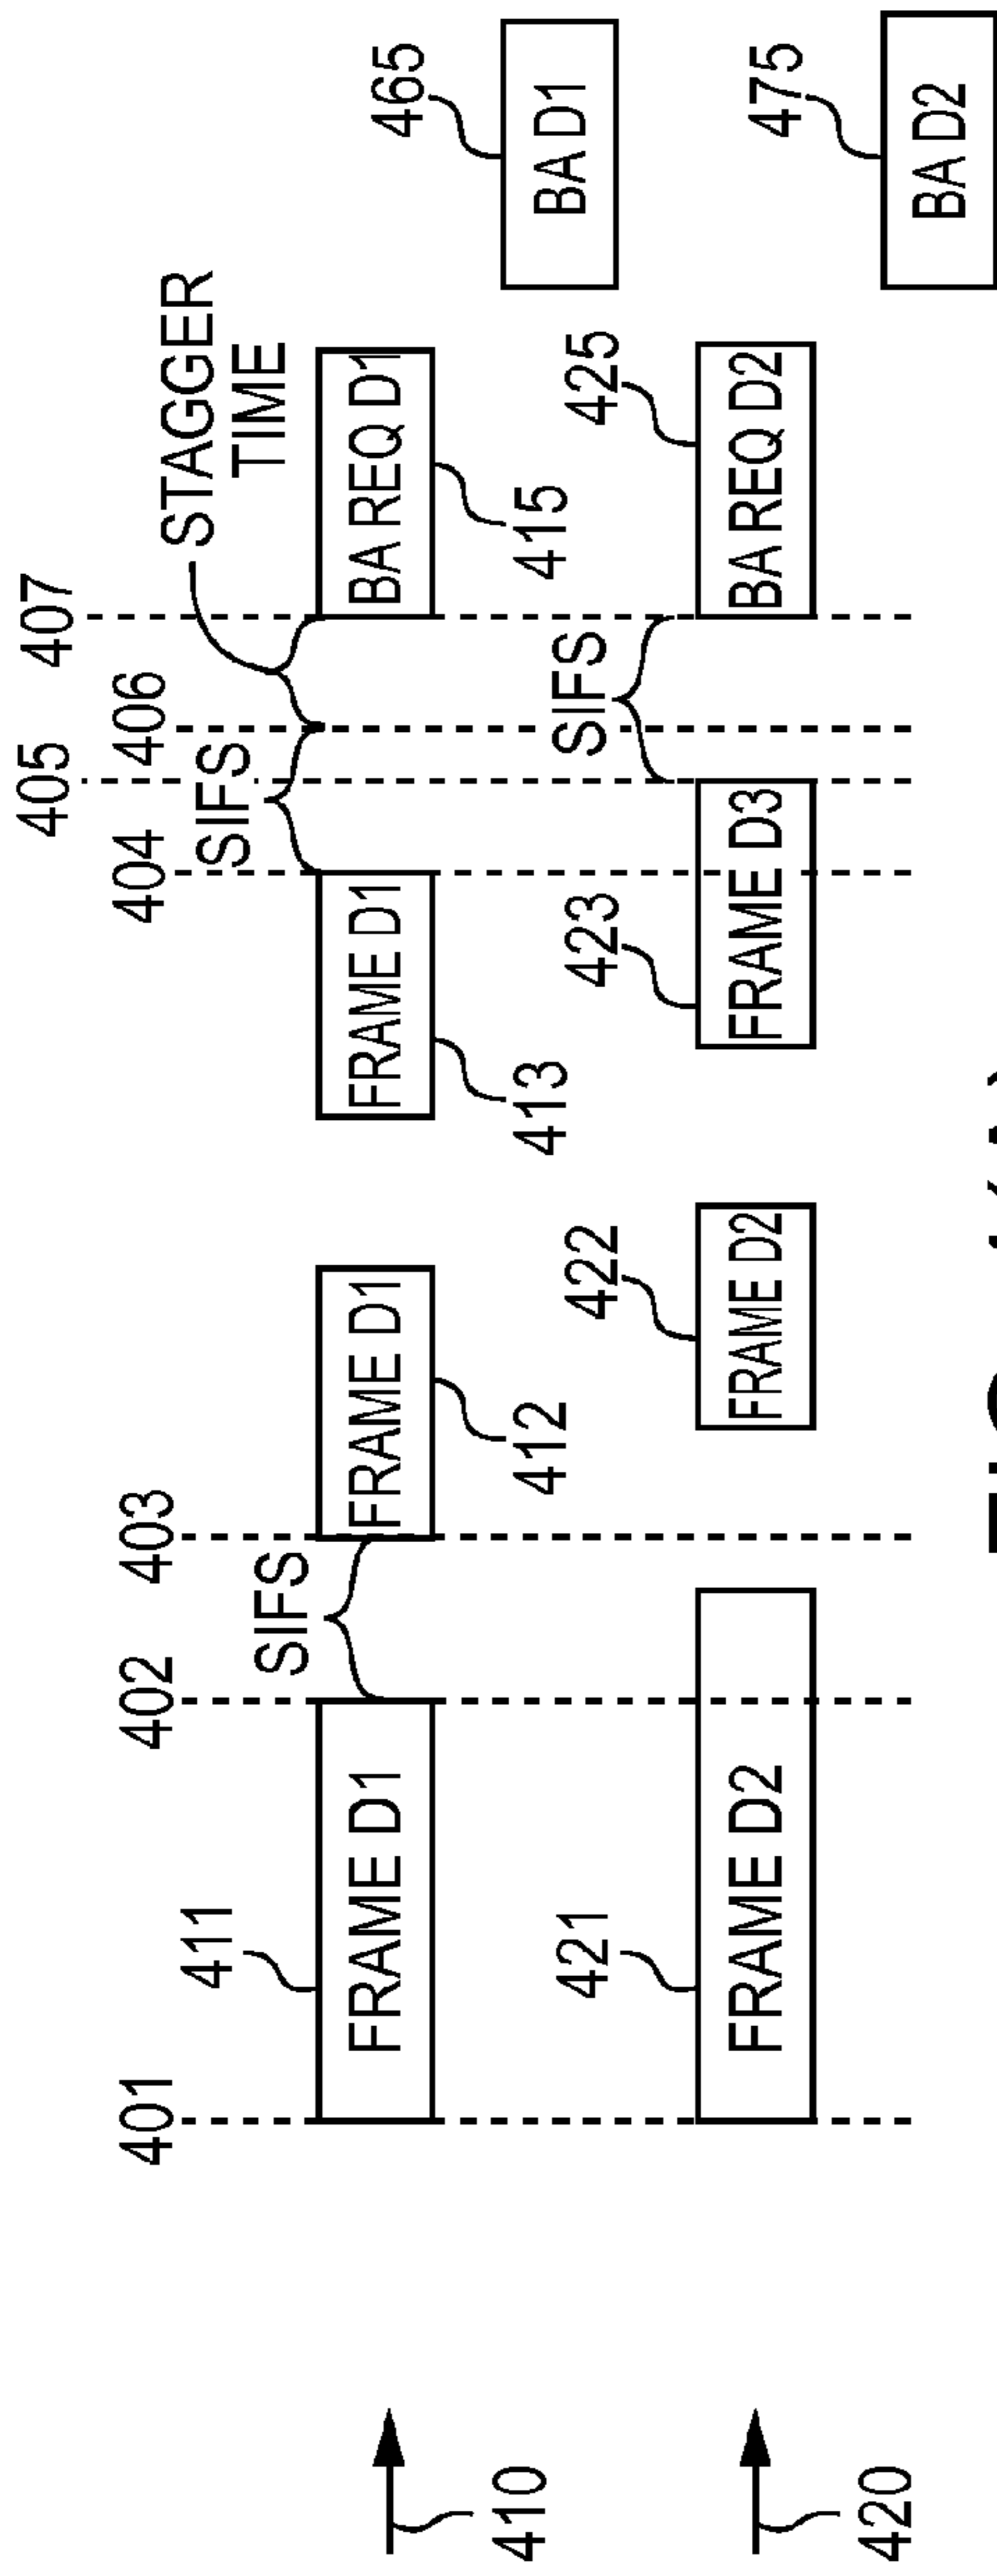 405
407
401
402
403
404
406
STAGGER
TIME
411
SIFS
SIFS
FRAME D1
FRAME D1
FRAME D1
BA REQ D1
465
410
412
413
415
BA D1
421
422
423
SIFS
425
FRAME D2
FRAME D2
FRAME D3
BA REQ D2
475
420
BA D2